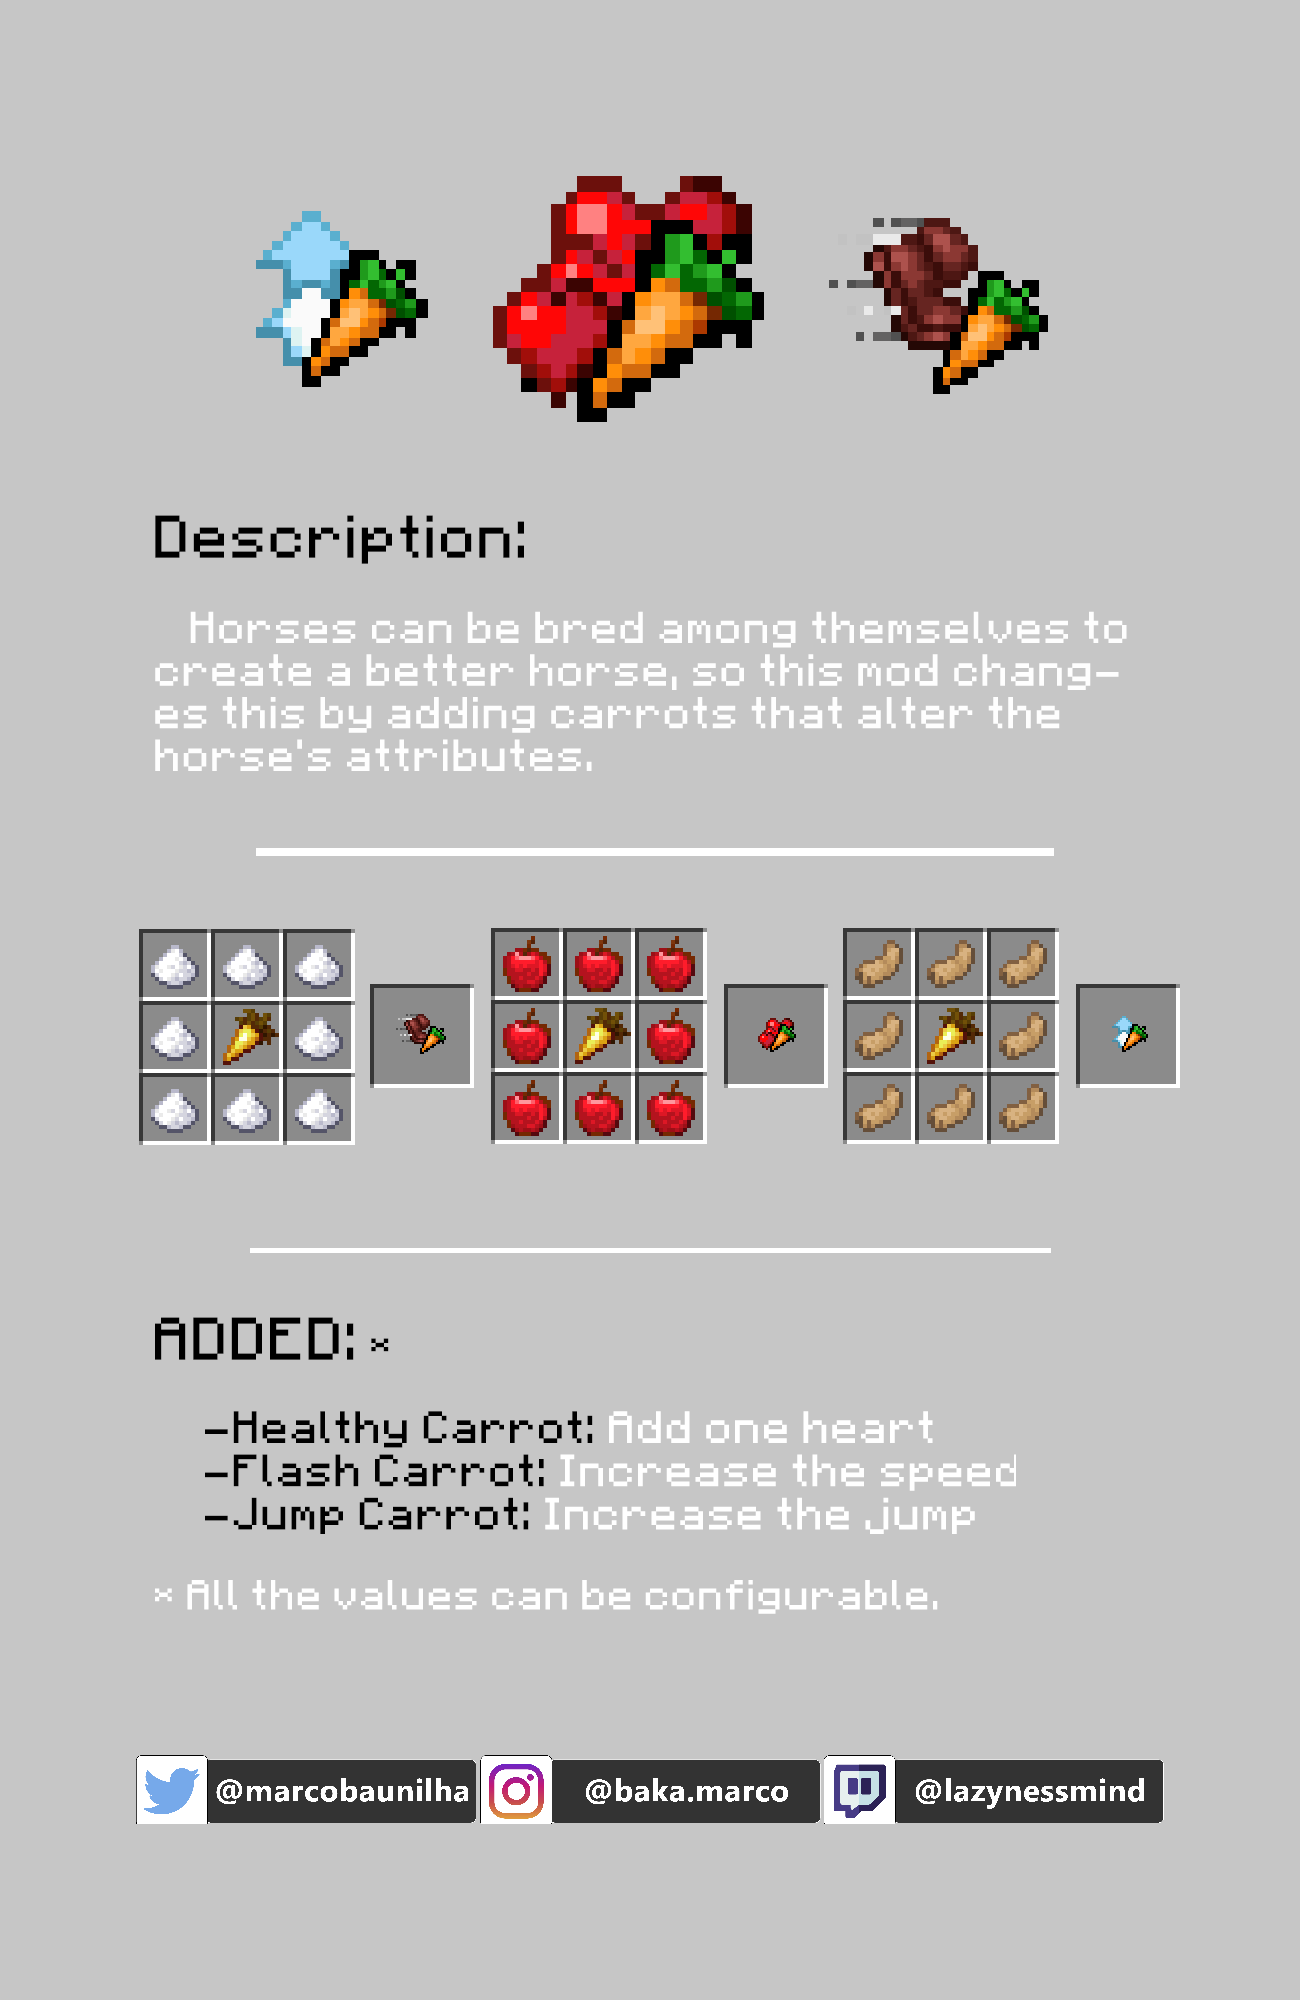 Description:
Horses can be bred among themselves to
create a better horse, so this mod chang-
es this by adding carrots that alter the
horse's attributes.
ADDED: *
-Healthy Carrot: Add one heart
-Flash Carrot: Increase the speed
-Jump Carrot: Increase the jump
* All the values can be configurable.
@marcobaunilha @baka.marco @lazynessmind